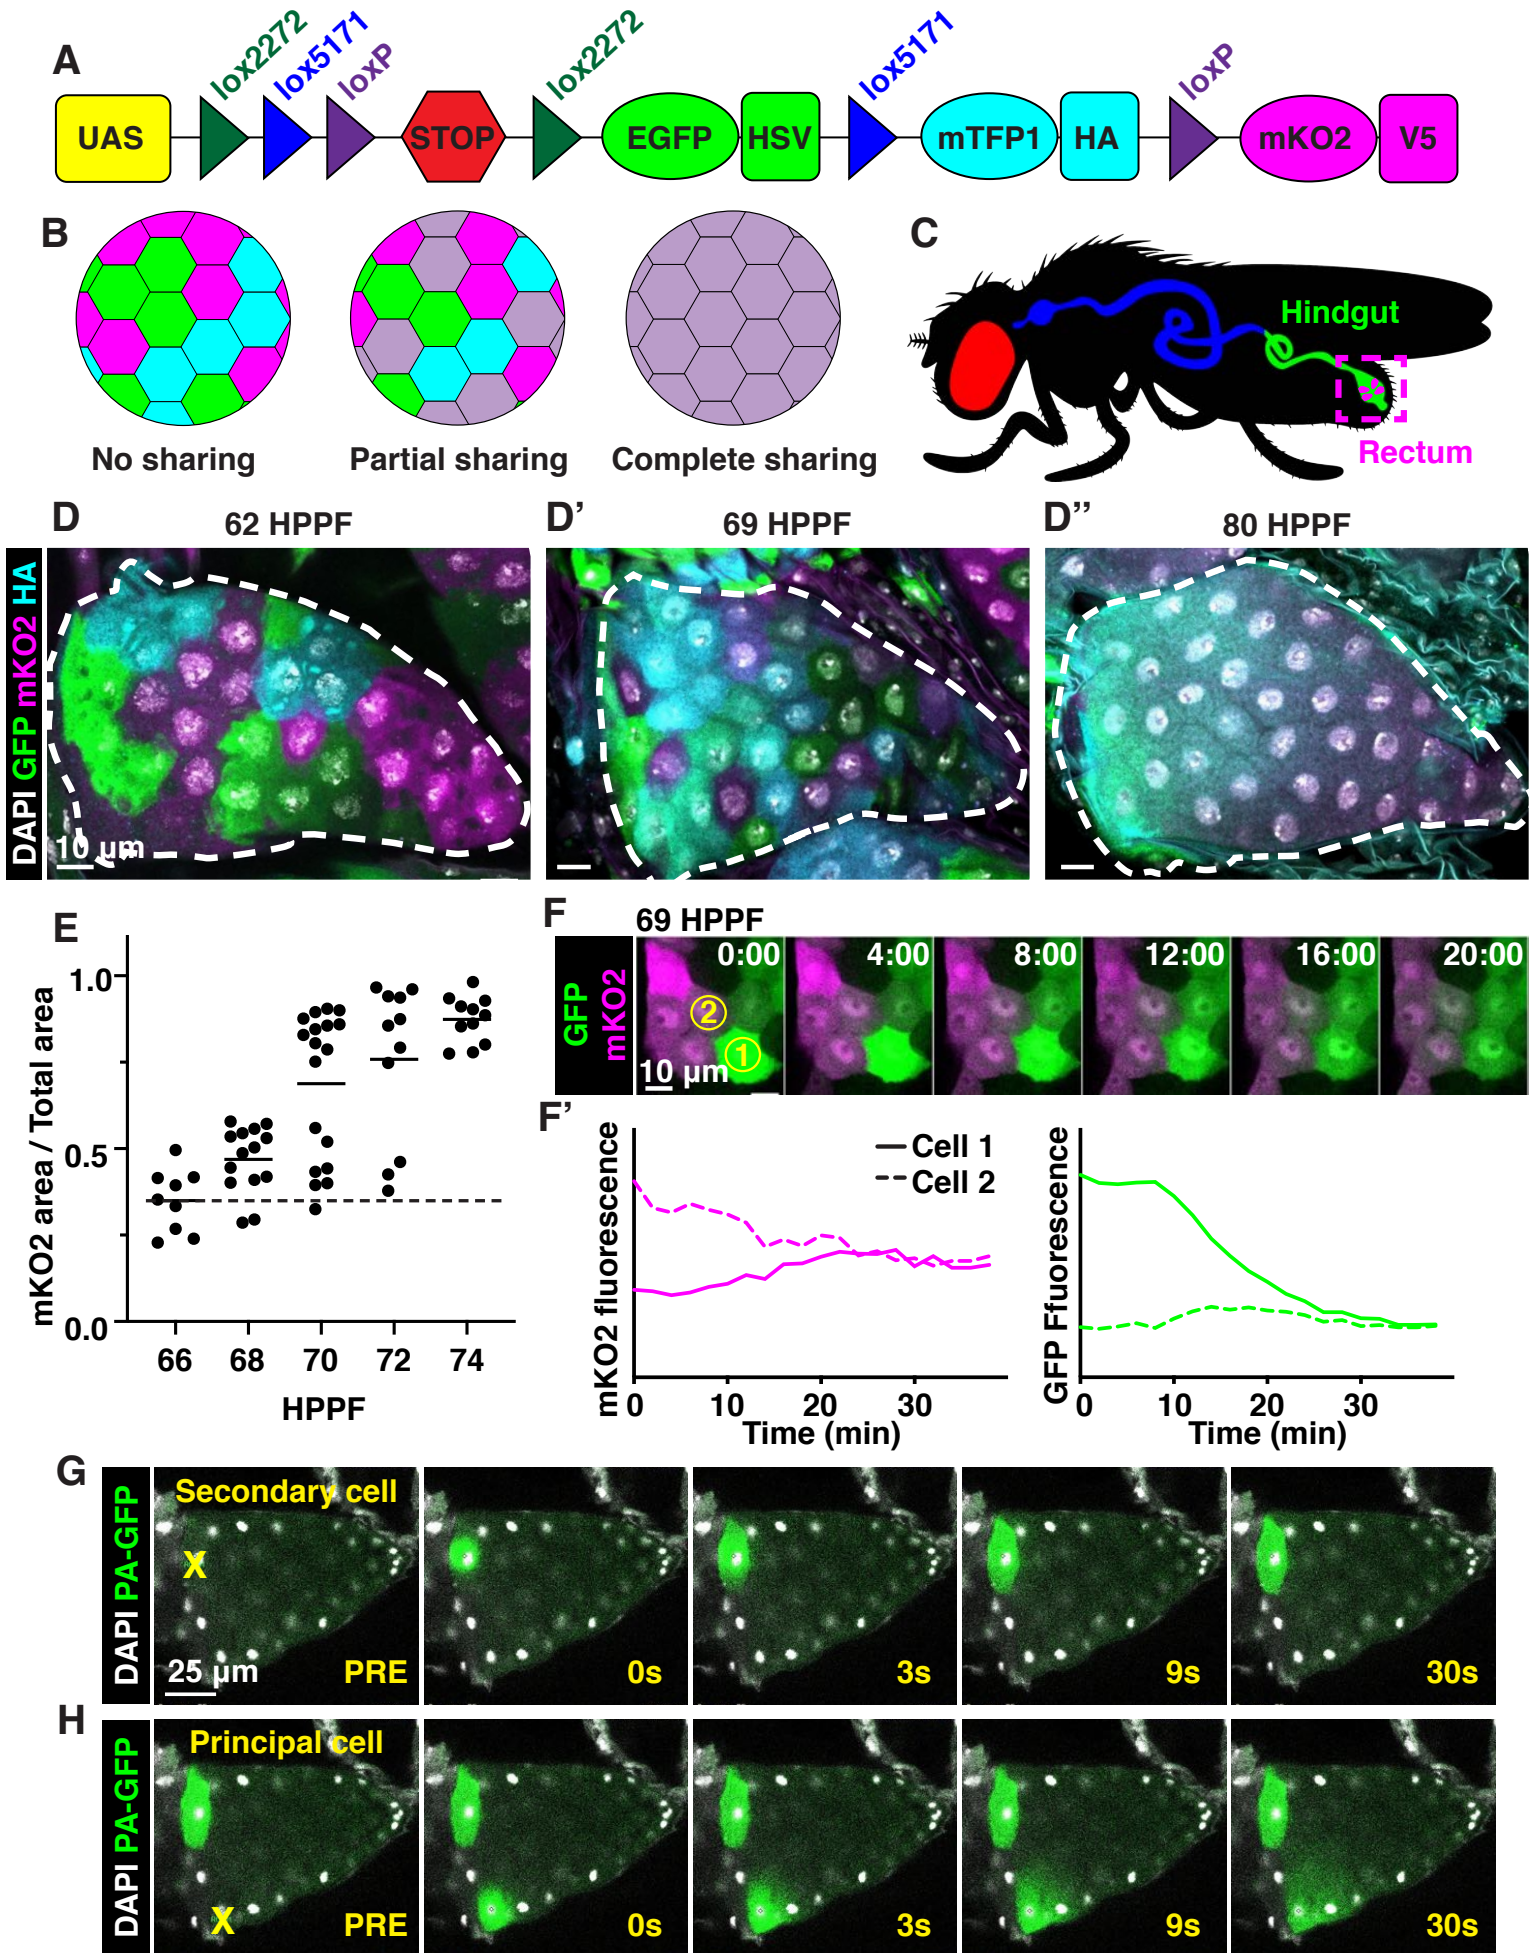 A
lox2272
lox5171
loxP
lox2272
lox5171
loxP
UAS
STOP
EGFP
HSV
mTFP1
HA
mKO2
V5
B
No sharing
Partial sharing
Complete sharing
C
Hindgut
Rectum
D
62 HPPF
D’
69 HPPF
D’’
80 HPPF
DAPI GFP mKO2 HA
10 µm
E
mKO2 area / Total area
1.0
0.5
0.0
66
68
70
72
74
HPPF
F
69 HPPF
GFP
mKO2
0:00
4:00
8:00
12:00
16:00
20:00
2
1
10 µm
F’
mKO2 fluorescence
Cell 1
Cell 2
0
10
20
30
Time (min)
GFP Ffuorescence
0
10
20
30
Time (min)
G
DAPI PA-GFP
Secondary cell
X
25 µm
PRE
0s
3s
9s
30s
H
DAPI PA-GFP
Principal cell
X
PRE
0s
3s
9s
30s